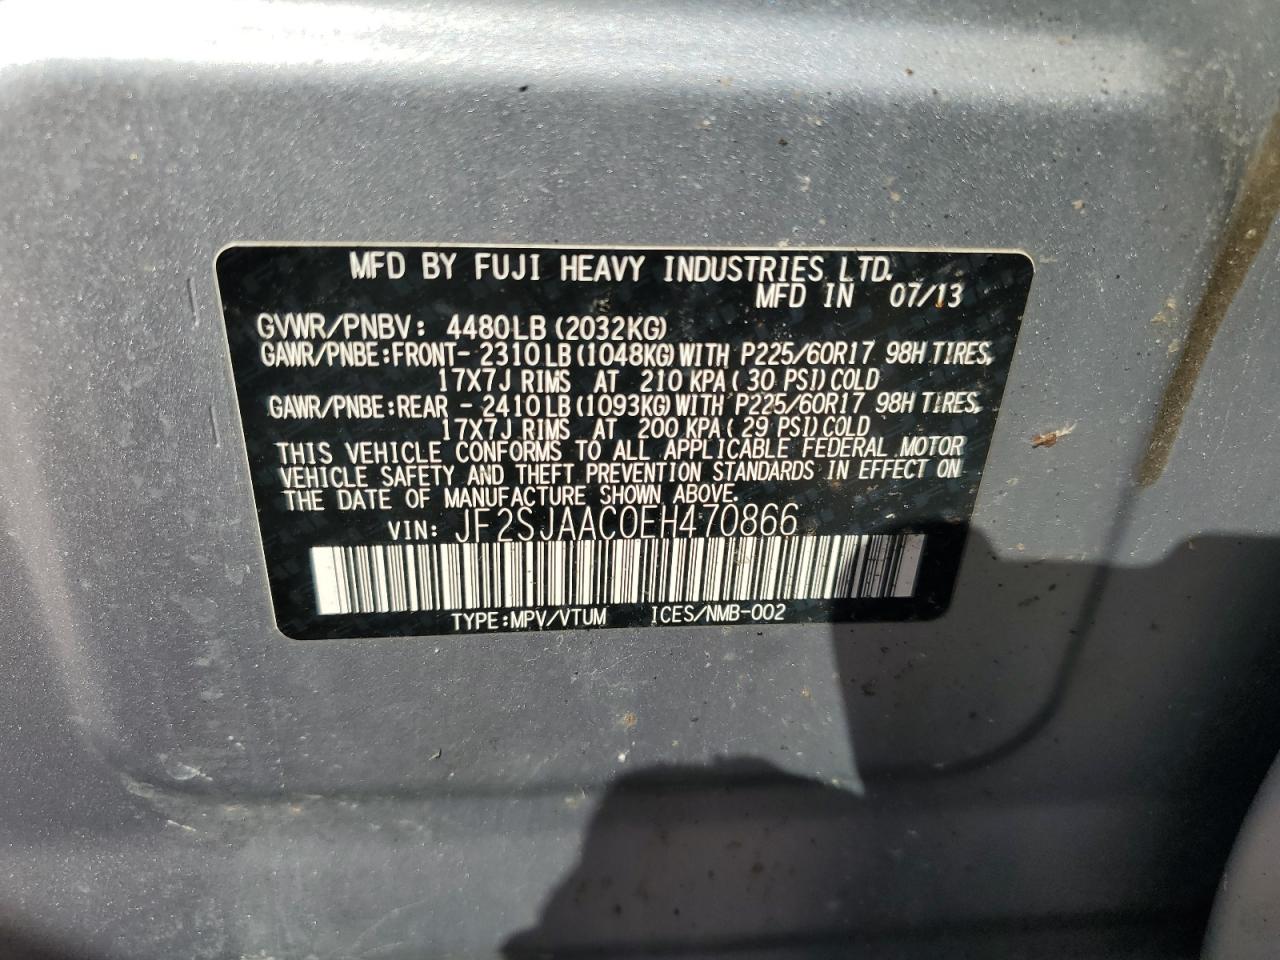 MFD BY FUJI HEAVY INDUSTRIES LTD.
MFD IN 07/13
GVWR/PNBV: 4480LB (2032KG)
GAWR/PNBE:FRONT- 2310LB (1048KG) WITH P225/60R17 98H TIRES,
17X7J RIMS AT 210 KPA ( 30 PSI) COLD
GAWR/PNBE:REAR - 2410LB (1093KG) WITH P225/60R17 98H TIRES,
17X7J RIMS AT 200 KPA ( 29 PSI) COLD
THIS VEHICLE CONFORMS TO ALL APPLICABLE FEDERAL MOTOR
VEHICLE SAFETY AND THEFT PREVENTION STANDARDS IN EFFECT ON
THE DATE OF MANUFACTURE SHOWN ABOVE.
VIN: JF2SJAAC0EH470866
TYPE:MPV/VTUM ICES/NMB-002